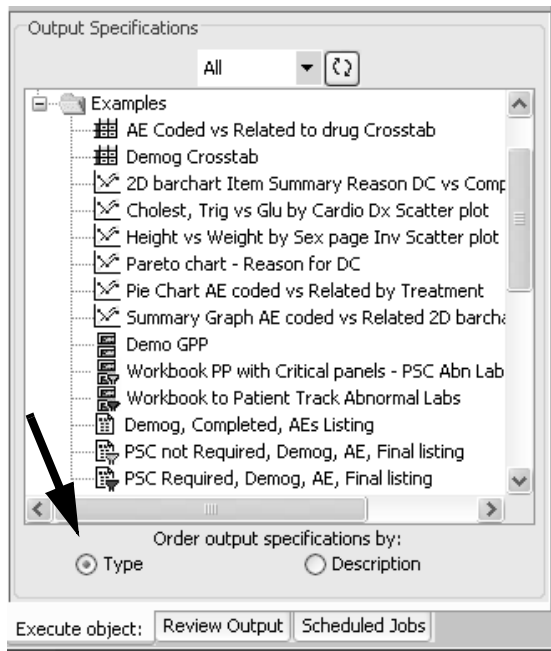 Output Specifications
All
Examples
AE Coded vs Related to drug Crosstab
Demog Crosstab
2D barchart Item Summary Reason DC vs Comp
Cholest, Trig vs Glu by Cardio Dx Scatter plot
Height vs Weight by Sex page Inv Scatter plot
Pareto chart - Reason for DC
Pie Chart AE coded vs Related by Treatment
Summary Graph AE coded vs Related 2D barcha
Demo GPP
Workbook PP with Critical panels - PSC Abn Lab
Workbook to Patient Track Abnormal Labs
Demog, Completed, AEs Listing
PSC not Required, Demog, AE, Final listing
PSC Required, Demog, AE, Final listing
Order output specifications by:
Type Description
Execute object: Review Output Scheduled Jobs